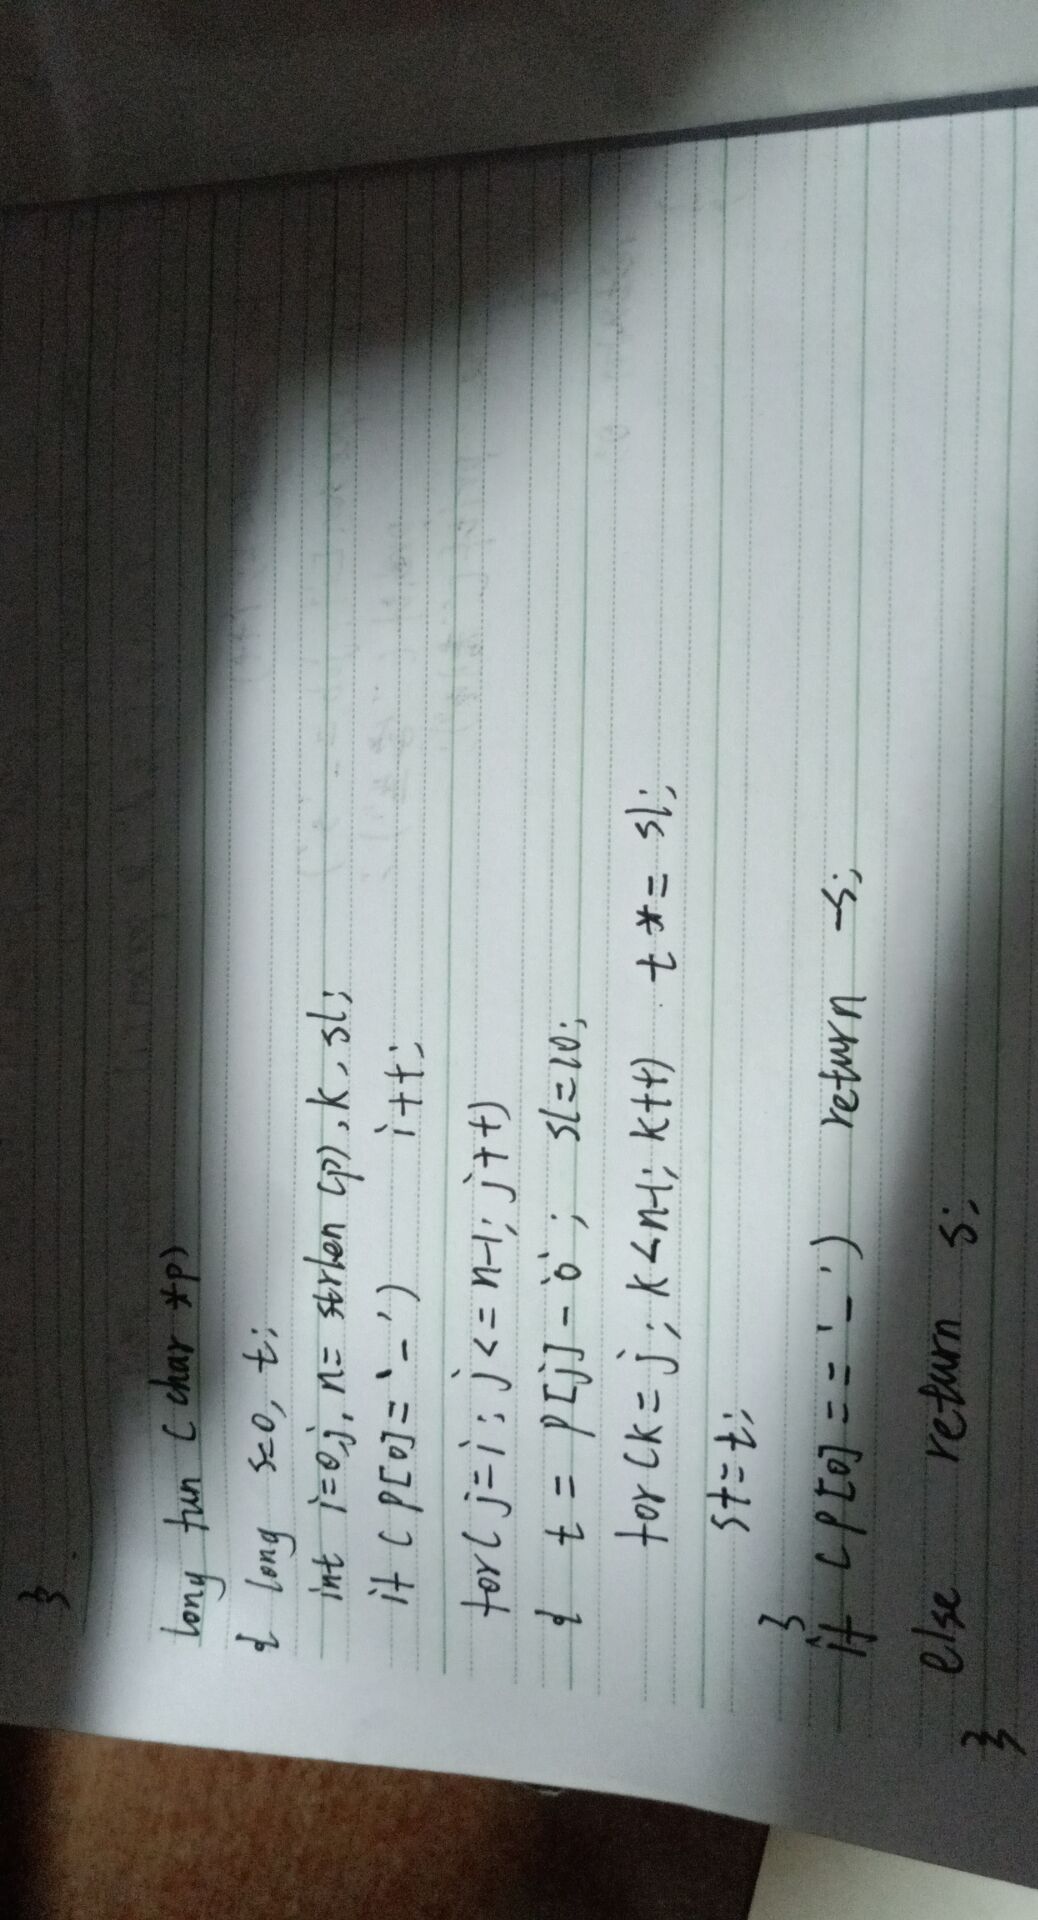 }
long fun (char *p)
{ long s=0, t;
int i=0,j, n= strlen (p), k, sl;
if ( p[0]='-') i++;
for( j=i; j<=n-1; j++)
{ t = p[j]-'0'; sl=10;
for(k=j; k<n-1; k++) t*= sl;
s+=t;
}
if (p[0]=='-') return -s;
else return s;
}